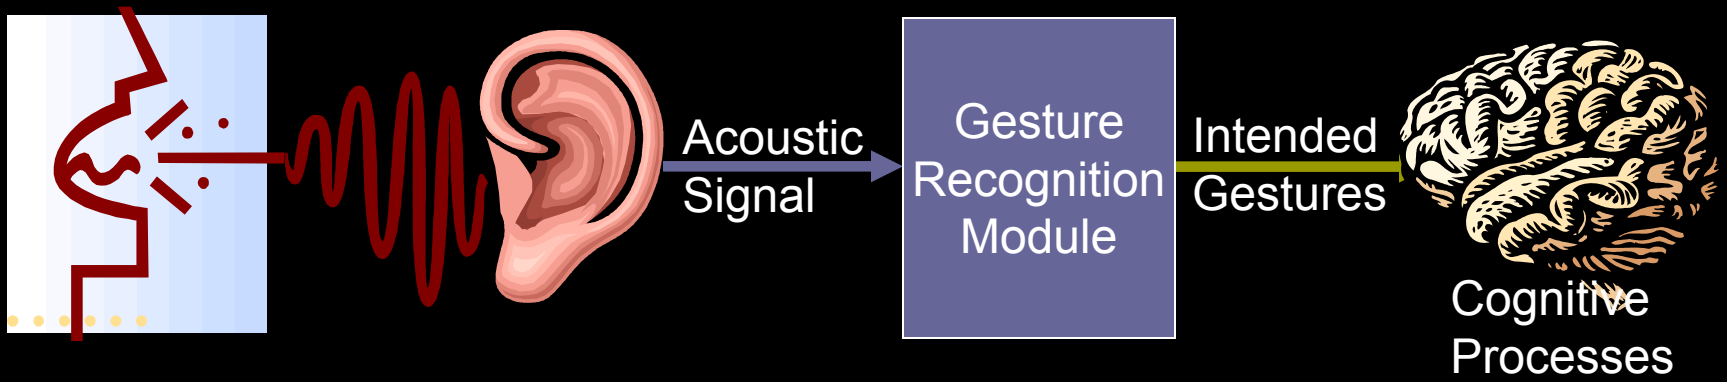 Acoustic
Signal
Gesture
Recognition
Module
Intended
Gestures
Cognitive
Processes